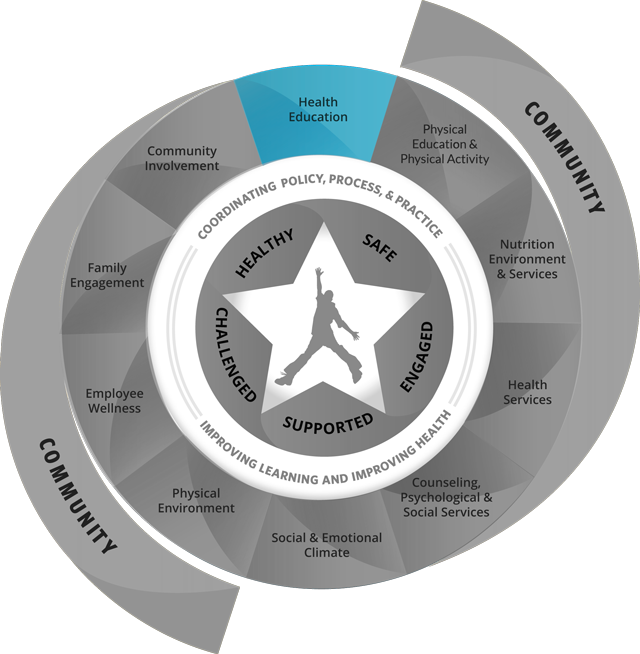 COMMUNITY
Health
Education
Physical
Education &
Physical Activity
Nutrition
Environment
& Services
Health
Services
Counseling,
Psychological &
Social Services
Social & Emotional
Climate
Physical
Environment
Employee
Wellness
Family
Engagement
Community
Involvement
COORDINATING POLICY, PROCESS, & PRACTICE
IMPROVING LEARNING AND IMPROVING HEALTH
HEALTHY
SAFE
ENGAGED
SUPPORTED
CHALLENGED
COMMUNITY